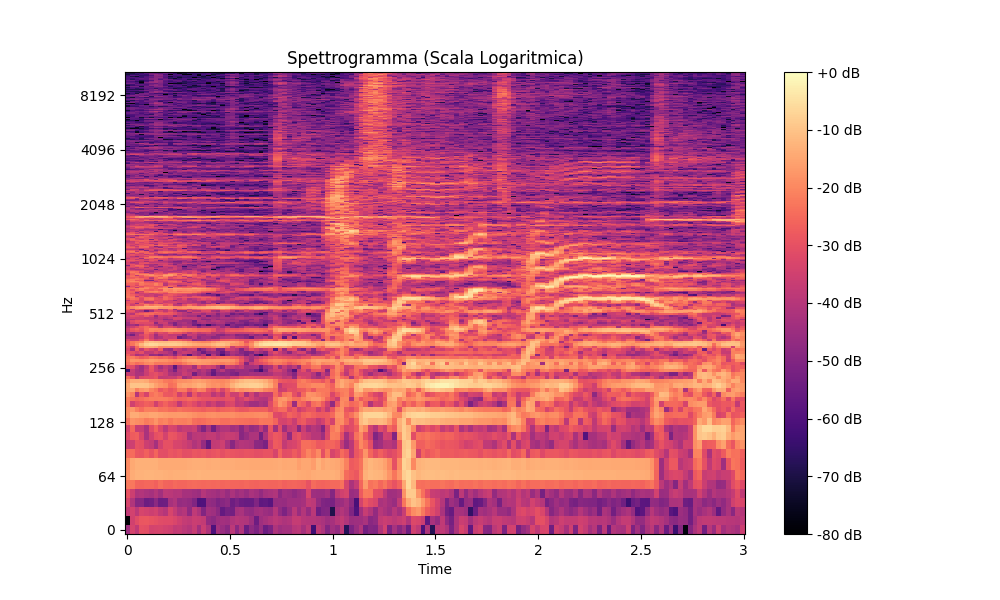 Spettrogramma (Scala Logaritmica)
Hz
8192
4096
2048
1024
512
256
128
64
0
0
0.5
1
1.5
2
2.5
3
Time
+0 dB
-10 dB
-20 dB
-30 dB
-40 dB
-50 dB
-60 dB
-70 dB
-80 dB